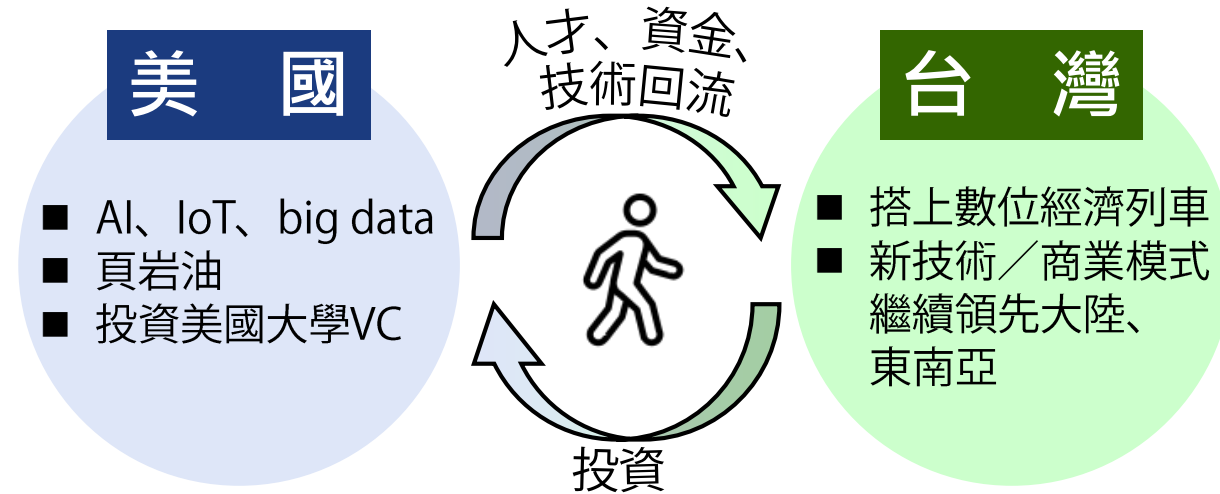 美 國
■ AI、IoT、big data
■ 頁岩油
■ 投資美國大學VC
人才、資金、
技術回流
投資
台 灣
■ 搭上數位經濟列車
■ 新技術／商業模式
繼續領先大陸、
東南亞